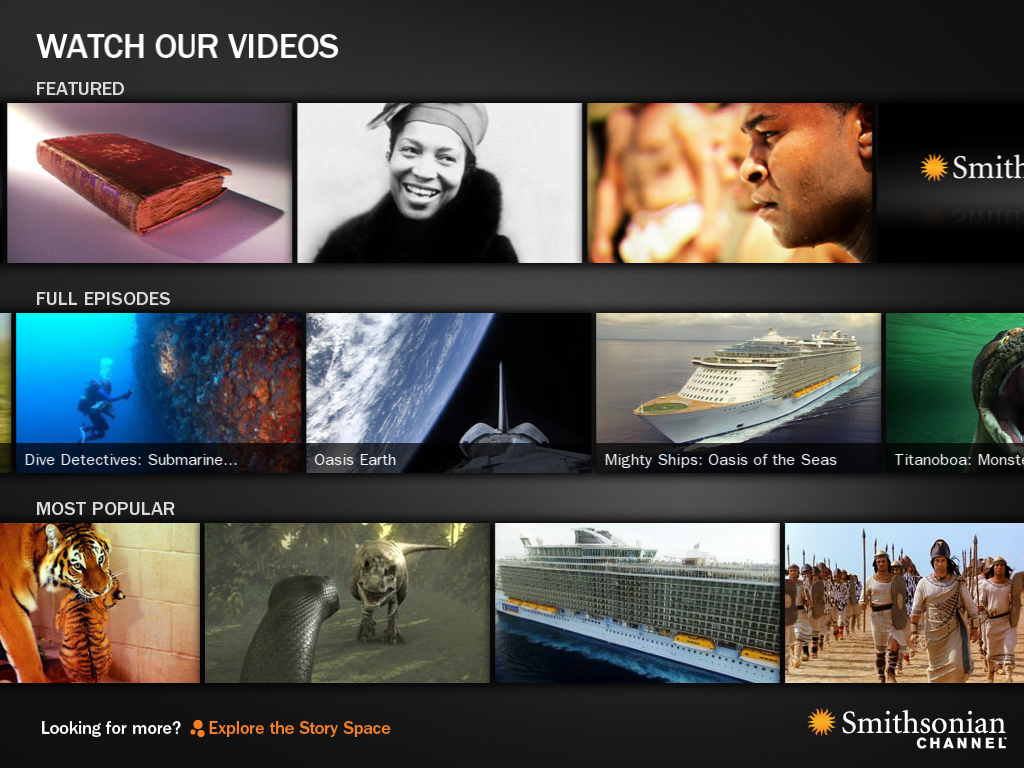 WATCH OUR VIDEOS
FEATURED
Smith
FULL EPISODES
Dive Detectives: Submarine...
Oasis Earth
Mighty Ships: Oasis of the Seas
Titanoboa: Monste
MOST POPULAR
Looking for more? Explore the Story Space
Smithsonian
CHANNEL